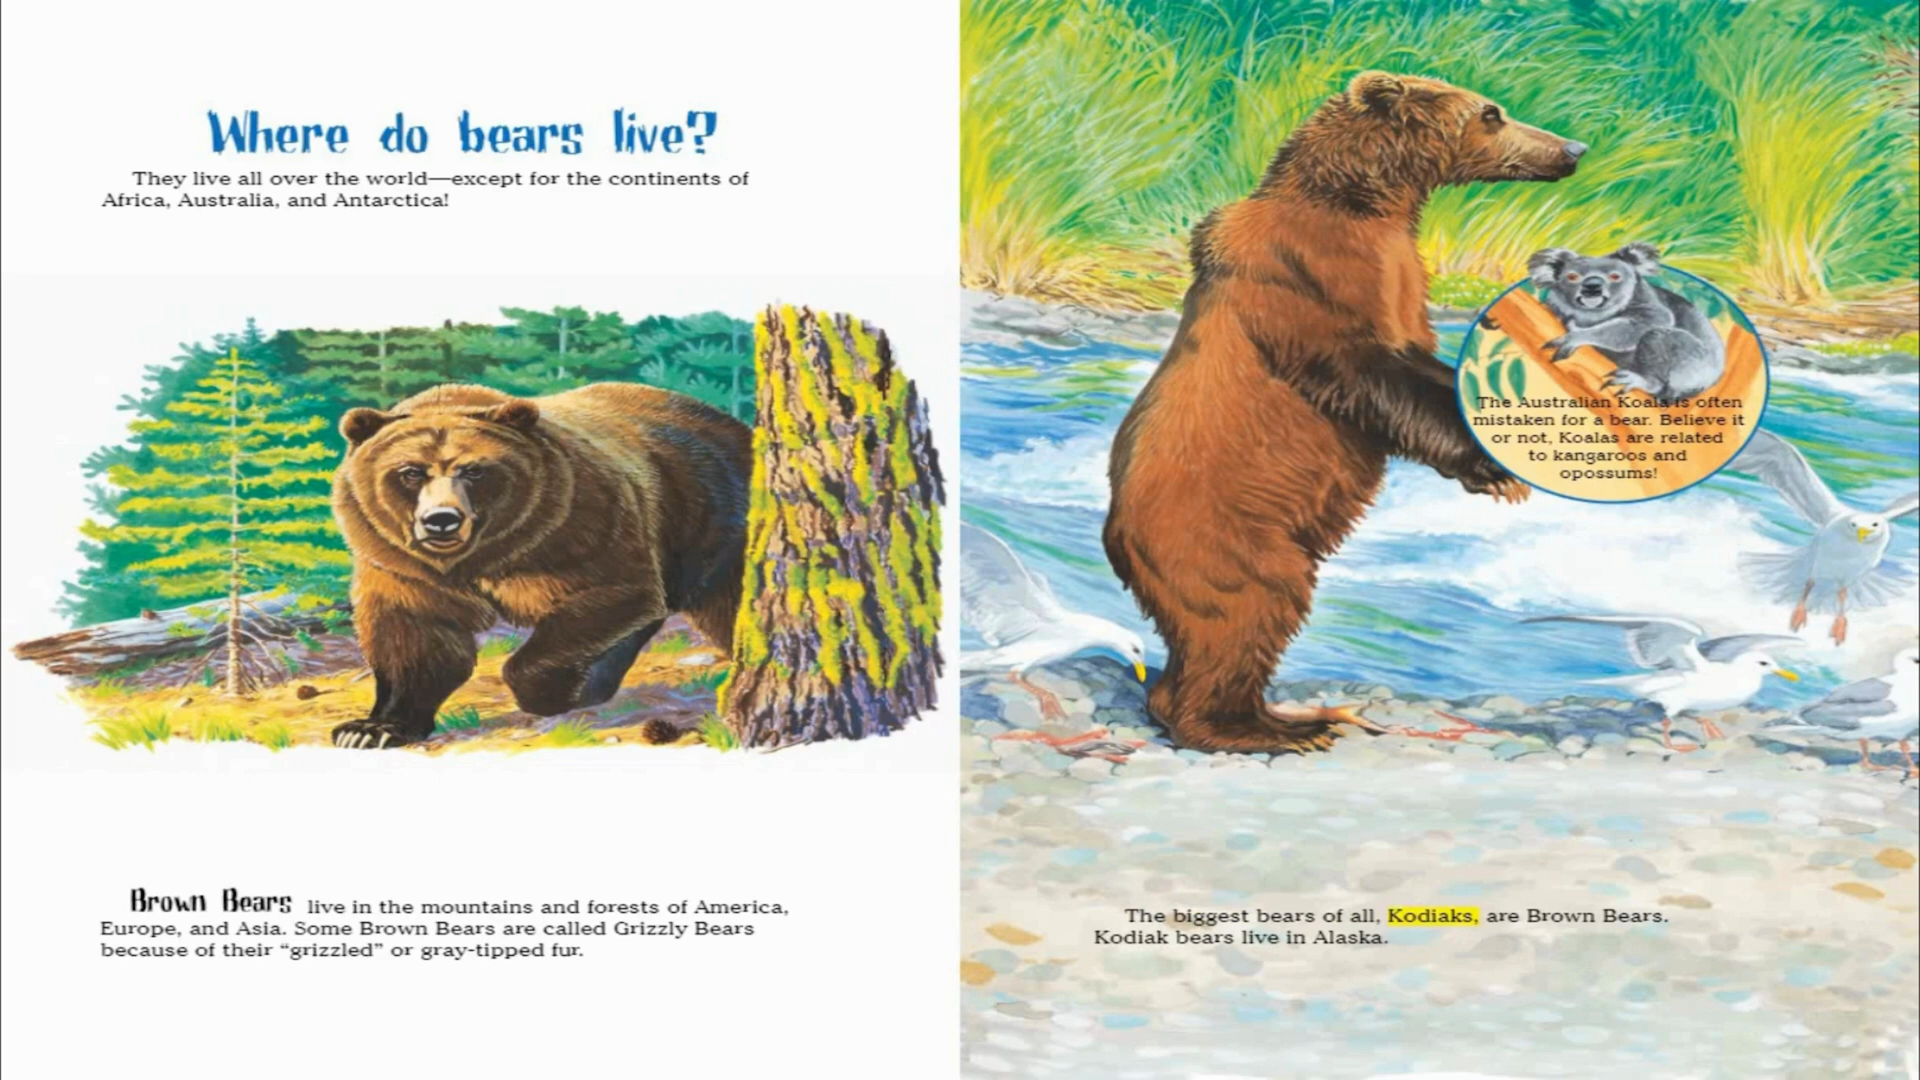 Where do bears live?
They live all over the world—except for the continents of
Africa, Australia, and Antarctica!
Brown Bears live in the mountains and forests of America,
Europe, and Asia. Some Brown Bears are called Grizzly Bears
because of their “grizzled” or gray-tipped fur.
The Australian Koala is often
mistaken for a bear. Believe it
or not, Koalas are related
to kangaroos and
opossums!
The biggest bears of all, Kodiaks, are Brown Bears.
Kodiak bears live in Alaska.